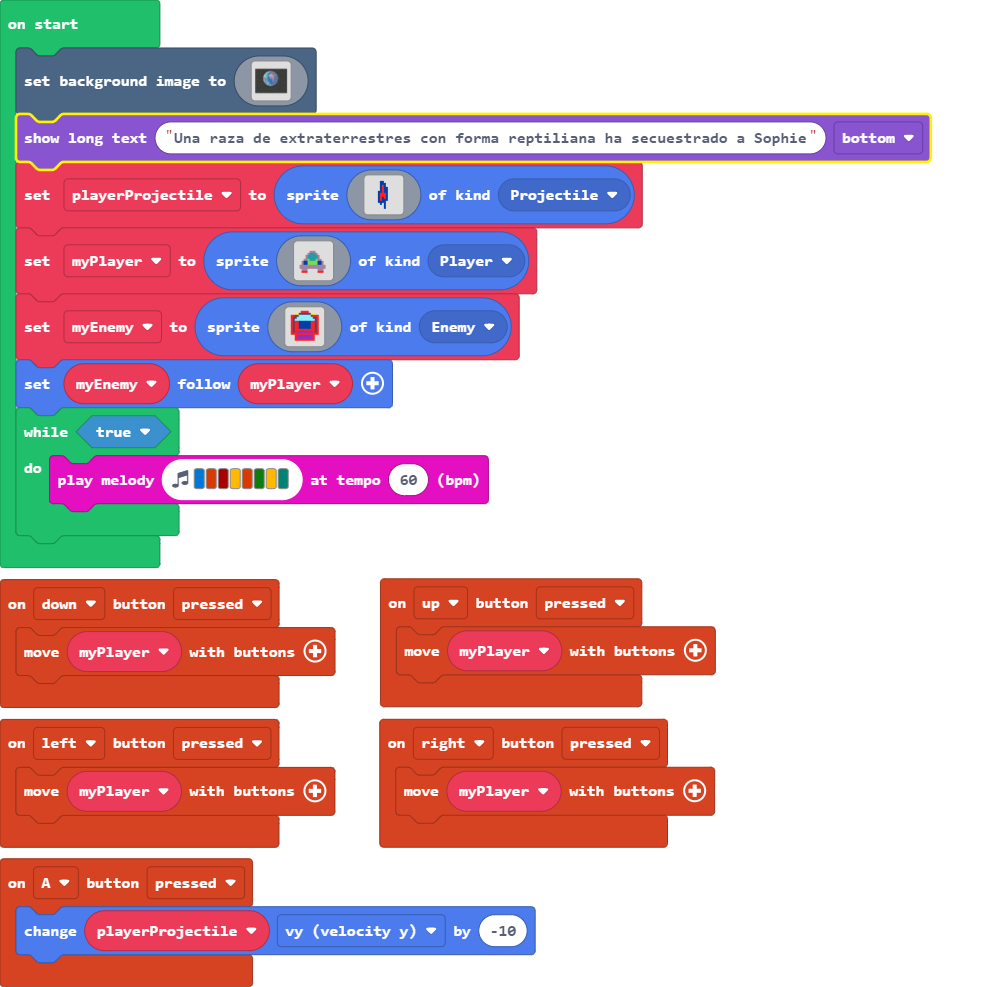 on start
set background image to
show long text "Una raza de extraterrestres con forma reptiliana ha secuestrado a Sophie" bottom
set playerProjectile to sprite of kind Projectile
set myPlayer to sprite of kind Player
set myEnemy to sprite of kind Enemy
set myEnemy follow myPlayer
while true
do
play melody at tempo 60 (bpm)
on down button pressed
move myPlayer with buttons
on up button pressed
move myPlayer with buttons
on left button pressed
move myPlayer with buttons
on right button pressed
move myPlayer with buttons
on A button pressed
change playerProjectile vy (velocity y) by -10